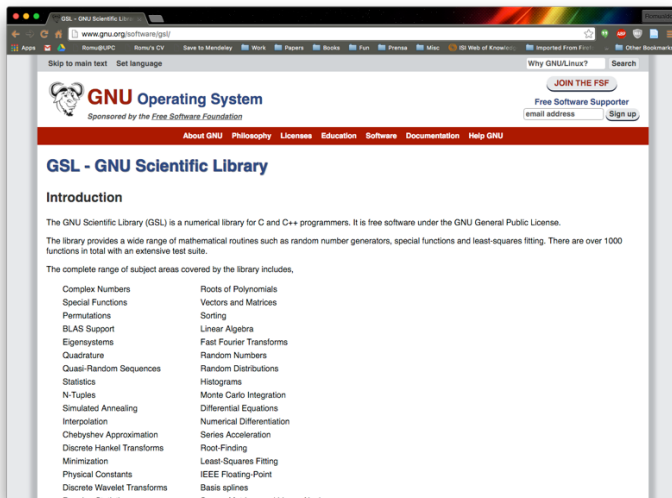 GSL - GNU Scientific Library
www.gnu.org/software/gsl/
Apps Romu@UPC Romu's CV Save to Mendeley Work Papers Books Fun Prensa Misc ISI Web of Knowledge Imported From Firef Other Bookmarks
Skip to main text Set language Why GNU/Linux? Search
JOIN THE FSF
GNU Operating System
Free Software Supporter
Sponsored by the Free Software Foundation
email address Sign up
About GNU Philosophy Licenses Education Software Documentation Help GNU
GSL - GNU Scientific Library
Introduction
The GNU Scientific Library (GSL) is a numerical library for C and C++ programmers. It is free software under the GNU General Public License.
The library provides a wide range of mathematical routines such as random number generators, special functions and least-squares fitting. There are over 1000
functions in total with an extensive test suite.
The complete range of subject areas covered by the library includes,
Complex Numbers Roots of Polynomials
Special Functions Vectors and Matrices
Permutations Sorting
BLAS Support Linear Algebra
Eigensystems Fast Fourier Transforms
Quadrature Random Numbers
Quasi-Random Sequences Random Distributions
Statistics Histograms
N-Tuples Monte Carlo Integration
Simulated Annealing Differential Equations
Interpolation Numerical Differentiation
Chebyshev Approximation Series Acceleration
Discrete Hankel Transforms Root-Finding
Minimization Least-Squares Fitting
Physical Constants IEEE Floating-Point
Discrete Wavelet Transforms Basis splines